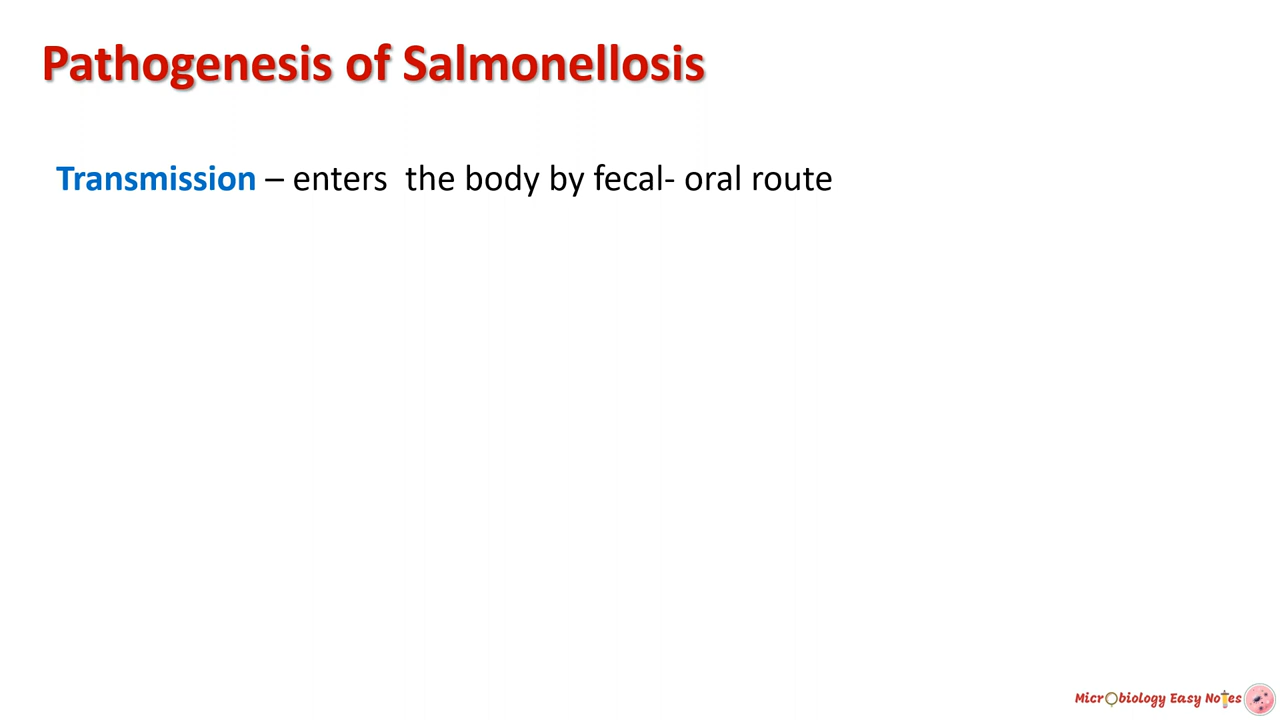 Pathogenesis of Salmonellosis
Transmission – enters  the body by fecal- oral route
Microbiology Easy Notes